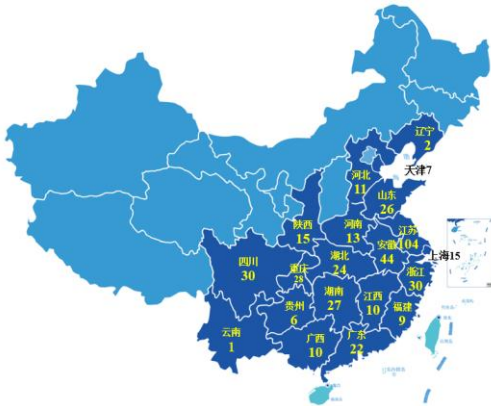 辽宁
2
天津7
河北
11
山东
26
陕西
15
河南
13
江苏
104
安徽
44
上海15
四川
30
重庆
28
湖北
24
浙江
30
湖南
27
江西
10
贵州
6
福建
9
云南
1
广西
10
广东
22